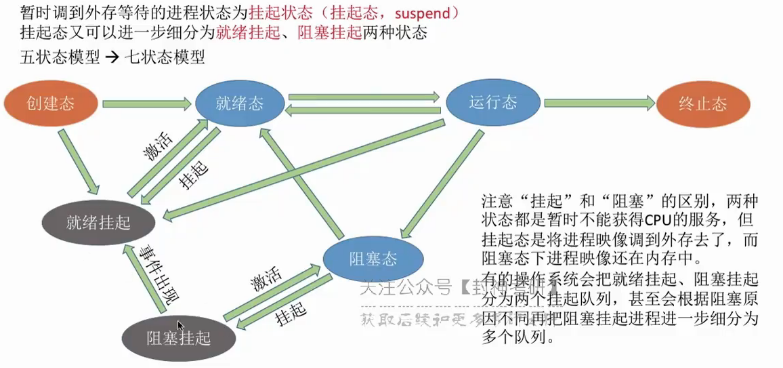 暂时调到外存等待的进程状态为挂起状态（挂起态，suspend）
挂起态又可以进一步细分为就绪挂起、阻塞挂起两种状态
五状态模型→七状态模型
创建态
就绪态
运行态
终止态
激活
挂起
就绪挂起
阻塞态
事件出现
激活
挂起
阻塞挂起
注意“挂起”和“阻塞”的区别，两种
状态都是暂时不能获得CPU的服务，但
挂起态是将进程映像调到外存去了，而
阻塞态下进程映像还在内存中。
有的操作系统会把就绪挂起、阻塞挂起
分为两个挂起队列，甚至会根据阻塞原
因不同再把阻塞挂起进程进一步细分为
多个队列。
关注公众号
获取后续和更多